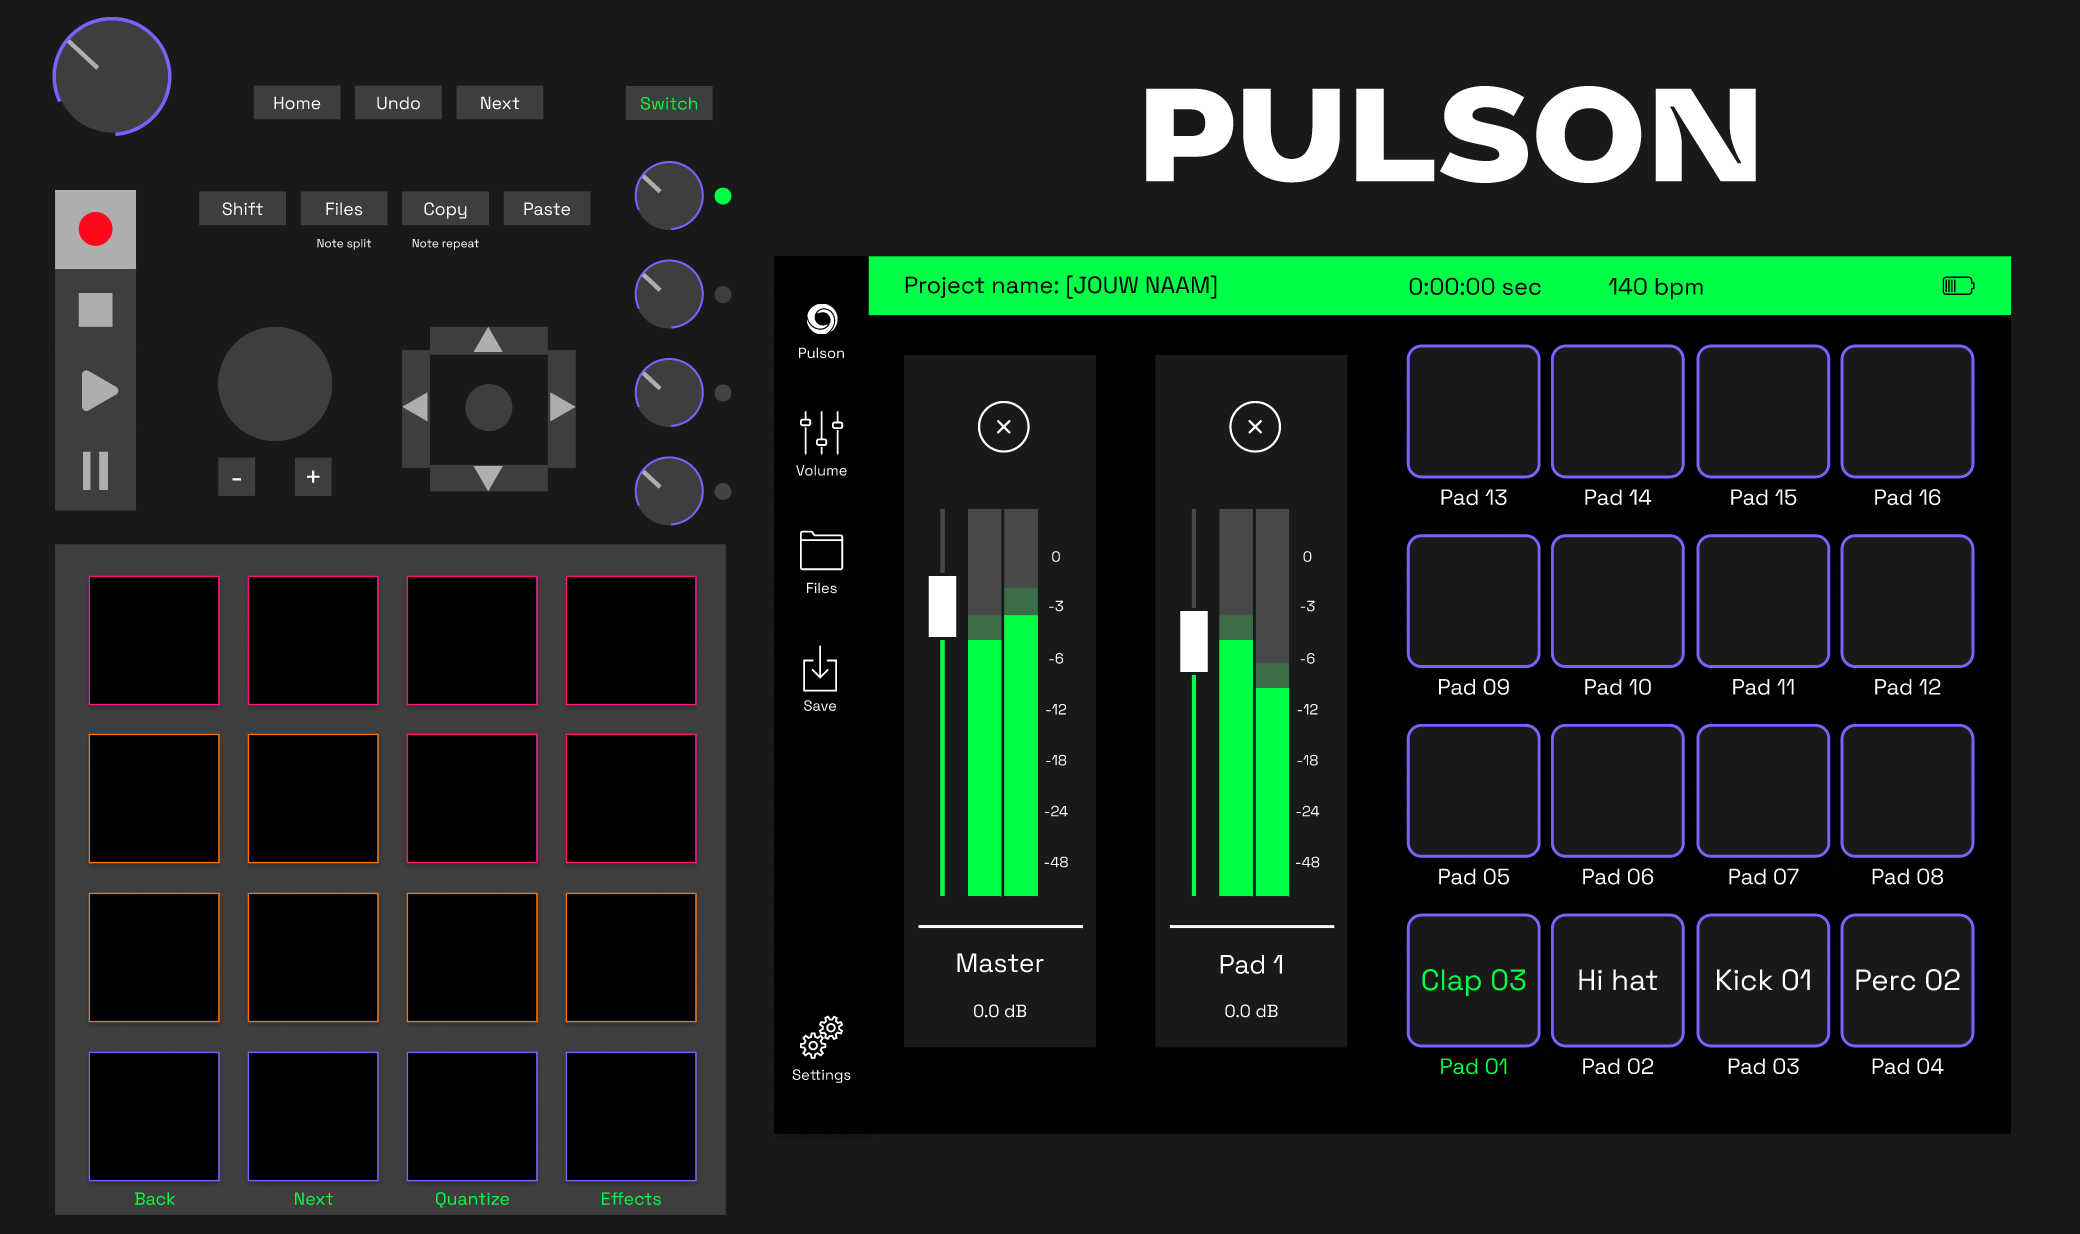 PULSON
Home
Undo
Next
Switch
Shift
Files
Copy
Paste
Note split
Note repeat
-
+
Back
Next
Quantize
Effects
Project name: [JOUW NAAM]
0:00:00 sec
140 bpm
Pulson
Volume
Files
Save
Settings
0
-3
-6
-12
-18
-24
-48
Master
0.0 dB
0
-3
-6
-12
-18
-24
-48
Pad 1
0.0 dB
Pad 13
Pad 14
Pad 15
Pad 16
Pad 09
Pad 10
Pad 11
Pad 12
Pad 05
Pad 06
Pad 07
Pad 08
Clap 03
Hi hat
Kick 01
Perc 02
Pad 01
Pad 02
Pad 03
Pad 04